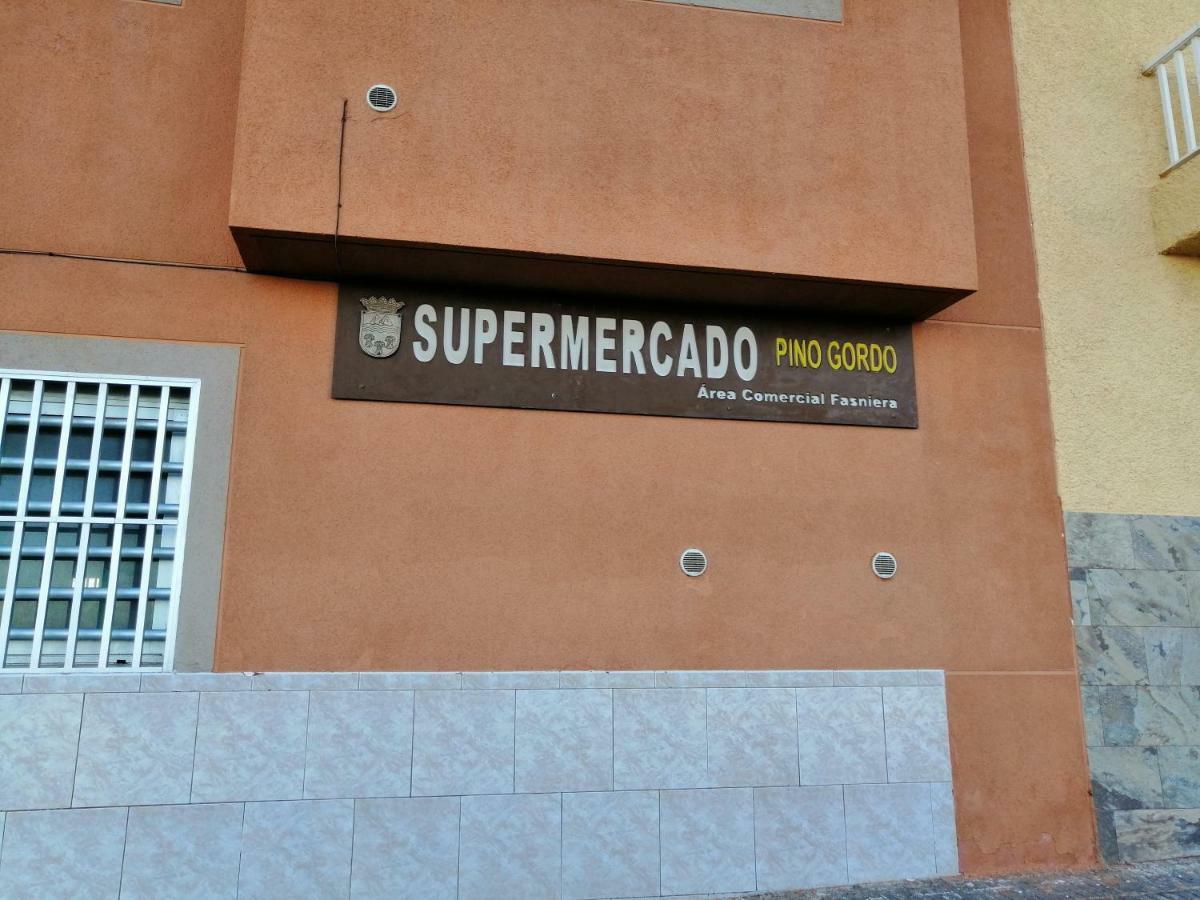 SUPERMERCADO PINO GORDO
Área Comercial Fasniera